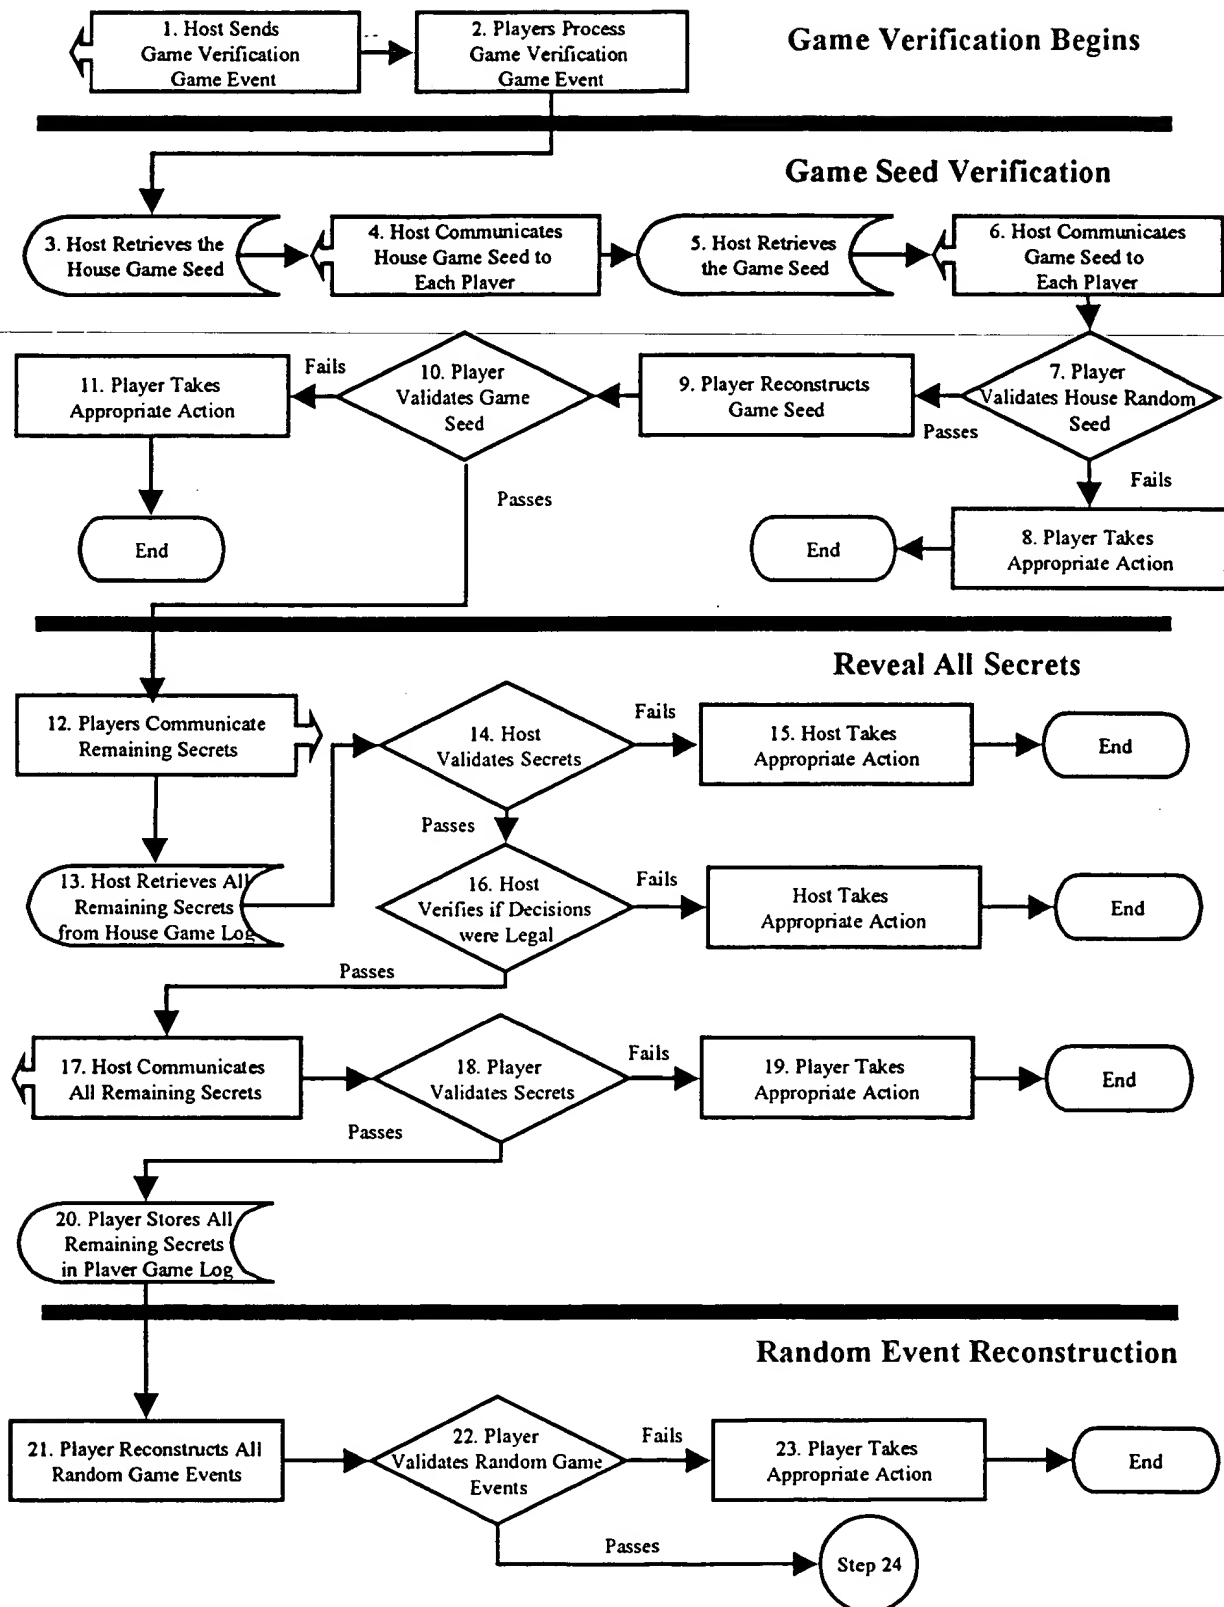 1. Host Sends
Game Verification
Game Event
2. Players Process
Game Verification
Game Event
Game Verification Begins
Game Seed Verification
3. Host Retrieves the
House Game Seed
4. Host Communicates
House Game Seed to
Each Player
5. Host Retrieves
the Game Seed
6. Host Communicates
Game Seed to
Each Player
7. Player
Validates House Random
Seed
Passes
Fails
8. Player Takes
Appropriate Action
End
9. Player Reconstructs
Game Seed
10. Player
Validates Game
Seed
Fails
Passes
11. Player Takes
Appropriate Action
End
Reveal All Secrets
12. Players Communicate
Remaining Secrets
13. Host Retrieves All
Remaining Secrets
from House Game Log
14. Host
Validates Secrets
Fails
15. Host Takes
Appropriate Action
End
Passes
16. Host
Verifies if Decisions
were Legal
Fails
Host Takes
Appropriate Action
End
Passes
17. Host Communicates
All Remaining Secrets
18. Player
Validates Secrets
Fails
19. Player Takes
Appropriate Action
End
Passes
20. Player Stores All
Remaining Secrets
in Player Game Log
Random Event Reconstruction
21. Player Reconstructs All
Random Game Events
22. Player
Validates Random Game
Events
Fails
23. Player Takes
Appropriate Action
End
Passes
Step 24